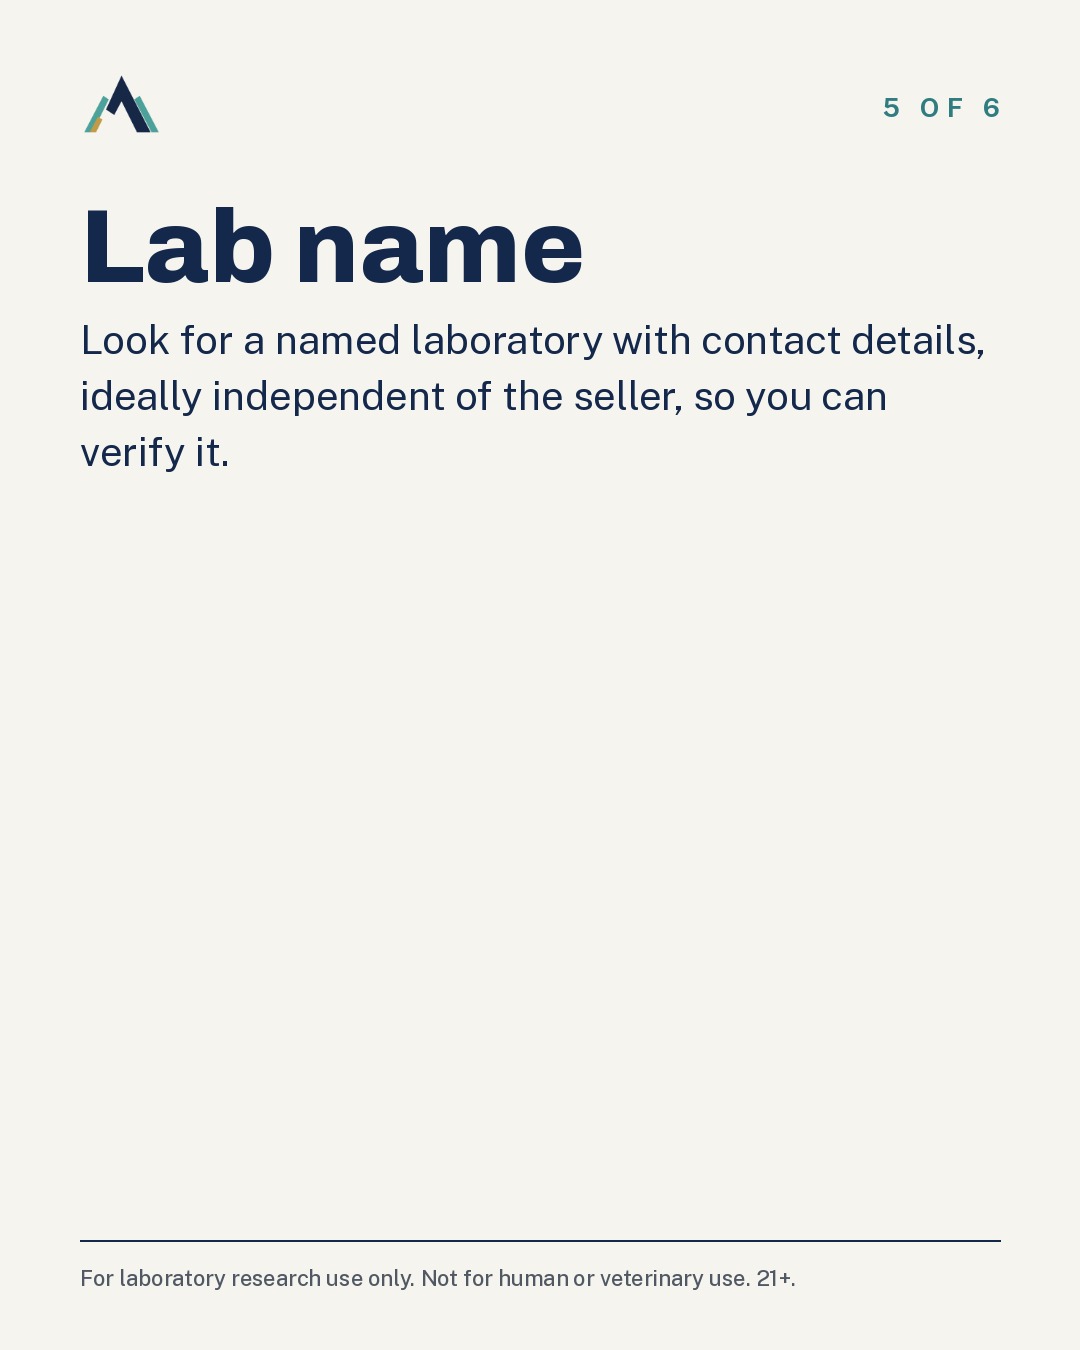 5 OF 6
Lab name
Look for a named laboratory with contact details,
ideally independent of the seller, so you can
verify it.
For laboratory research use only. Not for human or veterinary use. 21+.